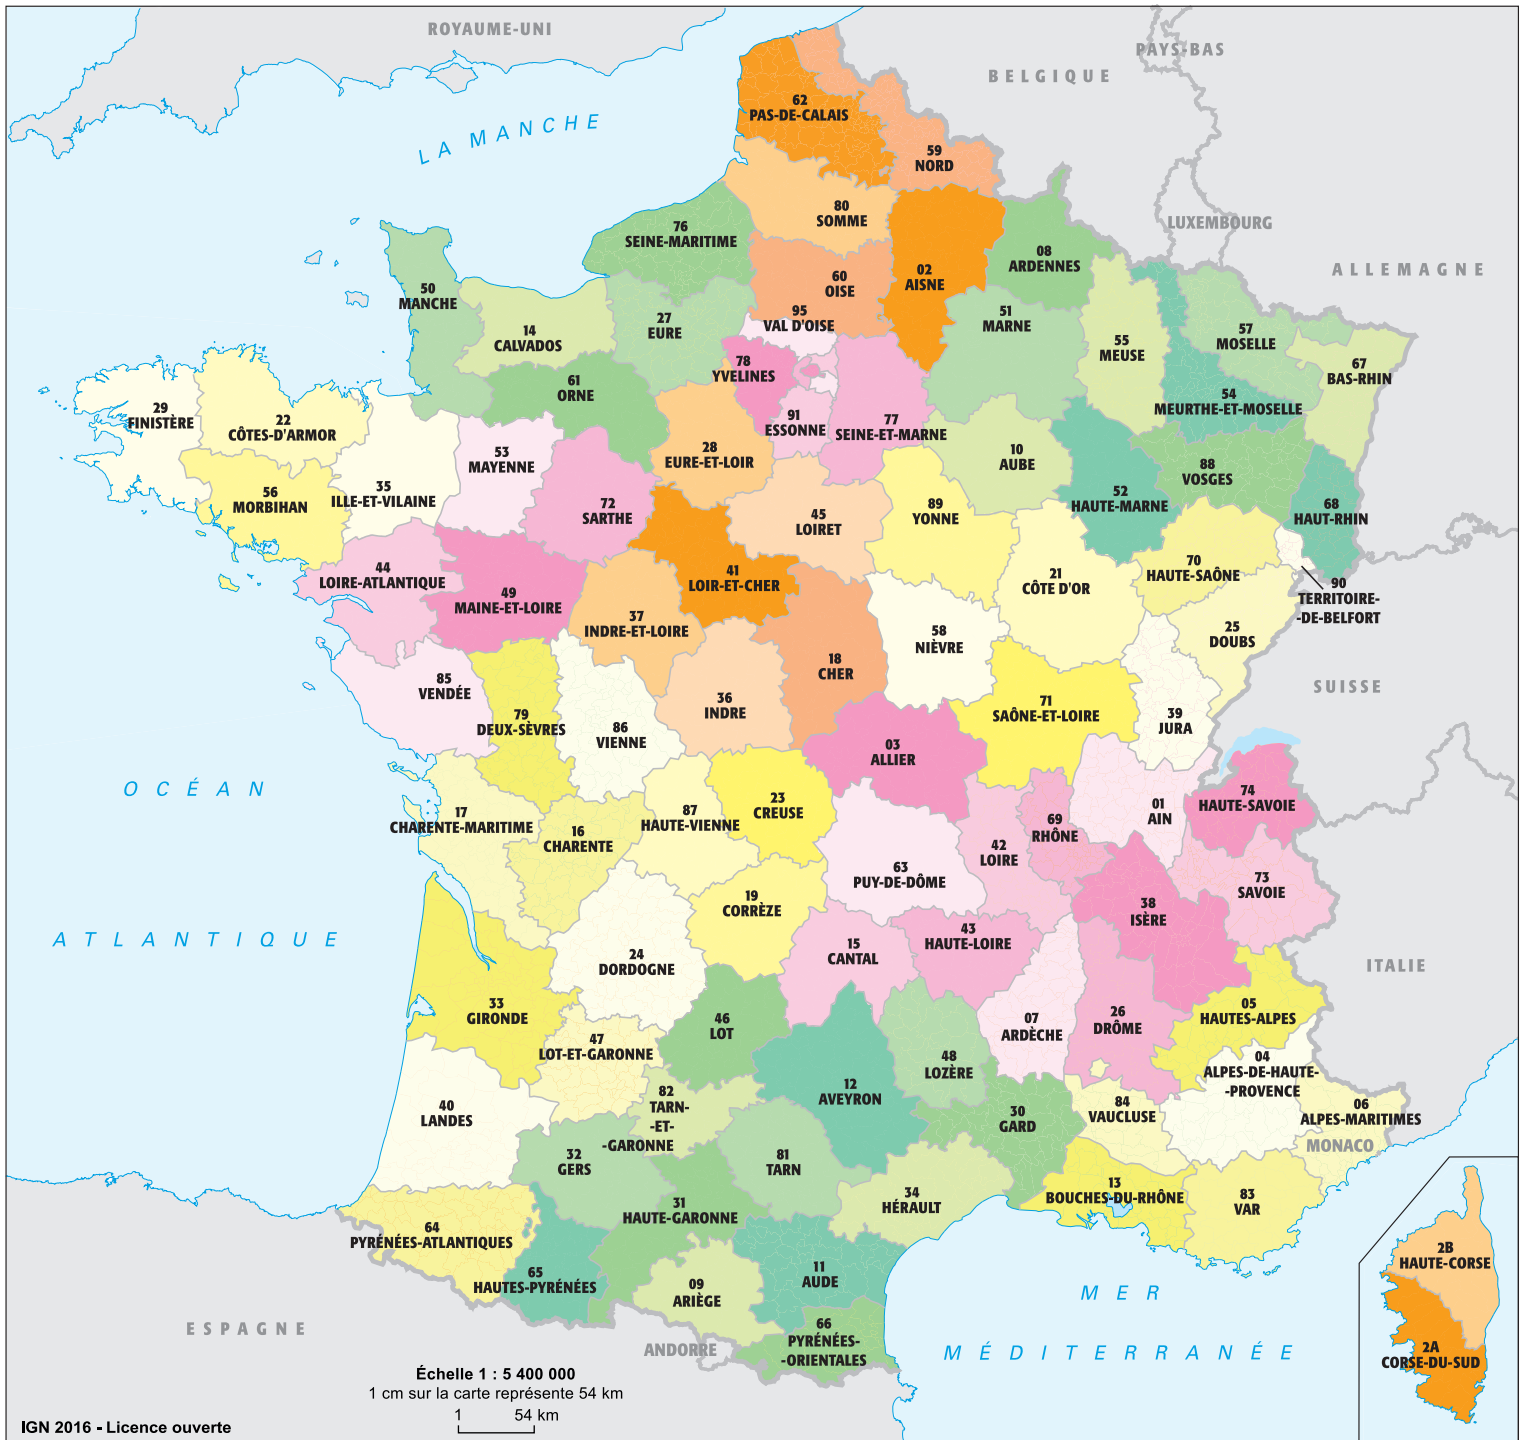 ROYAUME-UNI
PAYS-BAS
BELGIQUE
LUXEMBOURG
ALLEMAGNE
LA MANCHE
62
PAS-DE-CALAIS
59
NORD
80
SOMME
76
SEINE-MARITIME
02
AISNE
08
ARDENNES
60
OISE
50
MANCHE
14
CALVADOS
27
EURE
95
VAL D'OISE
51
MARNE
55
MEUSE
57
MOSELLE
67
BAS-RHIN
78
YVELINES
61
ORNE
54
MEURTHE-ET-MOSELLE
29
FINISTÈRE
22
CÔTES-D'ARMOR
91
ESSONNE
77
SEINE-ET-MARNE
53
MAYENNE
28
EURE-ET-LOIR
10
AUBE
88
VOSGES
56
MORBIHAN
35
ILLE-ET-VILAINE
72
SARTHE
45
LOIRET
89
YONNE
52
HAUTE-MARNE
68
HAUT-RHIN
44
LOIRE-ATLANTIQUE
49
MAINE-ET-LOIRE
41
LOIR-ET-CHER
21
CÔTE D'OR
70
HAUTE-SAÔNE
90
TERRITOIRE-
-DE-BELFORT
37
INDRE-ET-LOIRE
58
NIÈVRE
25
DOUBS
85
VENDÉE
18
CHER
SUISSE
79
DEUX-SÈVRES
86
VIENNE
36
INDRE
71
SAÔNE-ET-LOIRE
39
JURA
03
ALLIER
OCÉAN
ATLANTIQUE
17
CHARENTE-MARITIME
16
CHARENTE
87
HAUTE-VIENNE
23
CREUSE
69
RHÔNE
01
AIN
74
HAUTE-SAVOIE
42
LOIRE
63
PUY-DE-DÔME
73
SAVOIE
19
CORRÈZE
38
ISÈRE
24
DORDOGNE
15
CANTAL
43
HAUTE-LOIRE
ITALIE
33
GIRONDE
47
LOT-ET-GARONNE
46
LOT
07
ARDÈCHE
26
DRÔME
05
HAUTES-ALPES
48
LOZÈRE
04
ALPES-DE-HAUTE-
-PROVENCE
40
LANDES
82
TARN-
-ET-
-GARONNE
12
AVEYRON
30
GARD
84
VAUCLUSE
06
ALPES-MARITIMES
MONACO
32
GERS
81
TARN
31
HAUTE-GARONNE
34
HÉRAULT
13
BOUCHES-DU-RHÔNE
83
VAR
64
PYRÉNÉES-ATLANTIQUES
65
HAUTES-PYRÉNÉES
09
ARIÈGE
11
AUDE
66
PYRÉNÉES-
-ORIENTALES
2B
HAUTE-CORSE
2A
CORSE-DU-SUD
MER
MÉDITERRANÉE
ESPAGNE
ANDORRE
Échelle 1 : 5 400 000
1 cm sur la carte représente 54 km
1 54 km
IGN 2016 - Licence ouverte